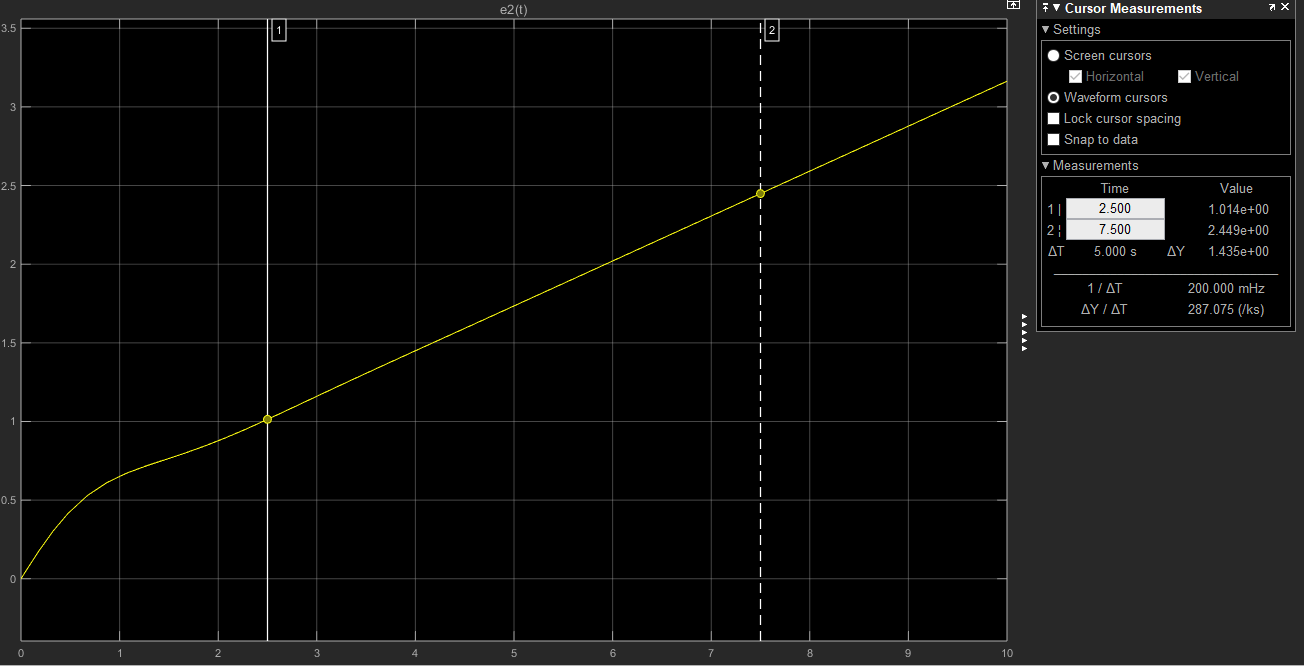 e2(t)
1
2
3.5
3
2.5
2
1.5
1
0.5
0
0 1 2 3 4 5 6 7 8 9 10
Cursor Measurements
Settings
Screen cursors
Horizontal Vertical
Waveform cursors
Lock cursor spacing
Snap to data
Measurements
Time Value
1 | 2.500 1.014e+00
2 ¦ 7.500 2.449e+00
ΔT 5.000 s ΔY 1.435e+00
1 / ΔT 200.000 mHz
ΔY / ΔT 287.075 (/ks)